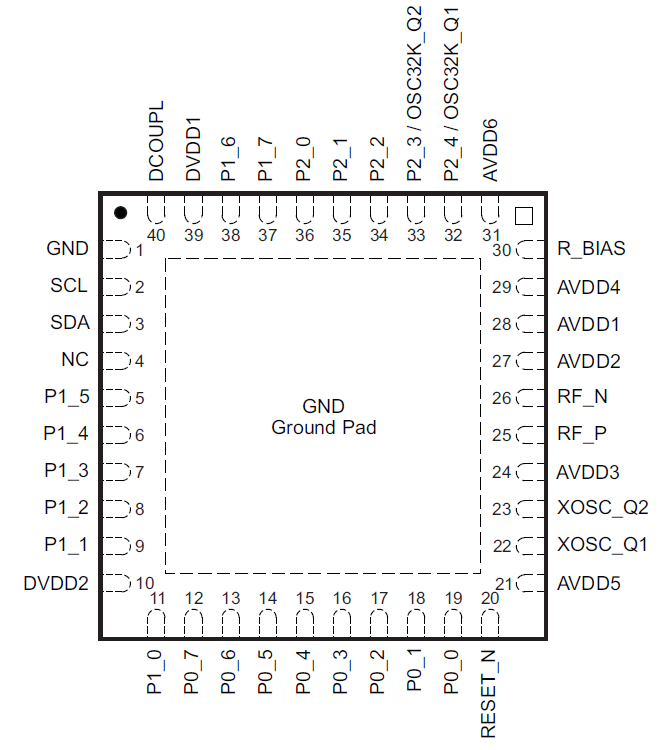 DCOUPL
DVDD1
P1_6
P1_7
P2_0
P2_1
P2_2
P2_3 / OSC32K_Q2
P2_4 / OSC32K_Q1
AVDD6
40 39 38 37 36 35 34 33 32 31
GND 1 30 R_BIAS
SCL 2 29 AVDD4
SDA 3 28 AVDD1
NC 4 27 AVDD2
P1_5 5 26 RF_N
GND
Ground Pad
P1_4 6 25 RF_P
P1_3 7 24 AVDD3
P1_2 8 23 XOSC_Q2
P1_1 9 22 XOSC_Q1
DVDD2 10 21 AVDD5
11 12 13 14 15 16 17 18 19 20
P1_0
P0_7
P0_6
P0_5
P0_4
P0_3
P0_2
P0_1
P0_0
RESET_N